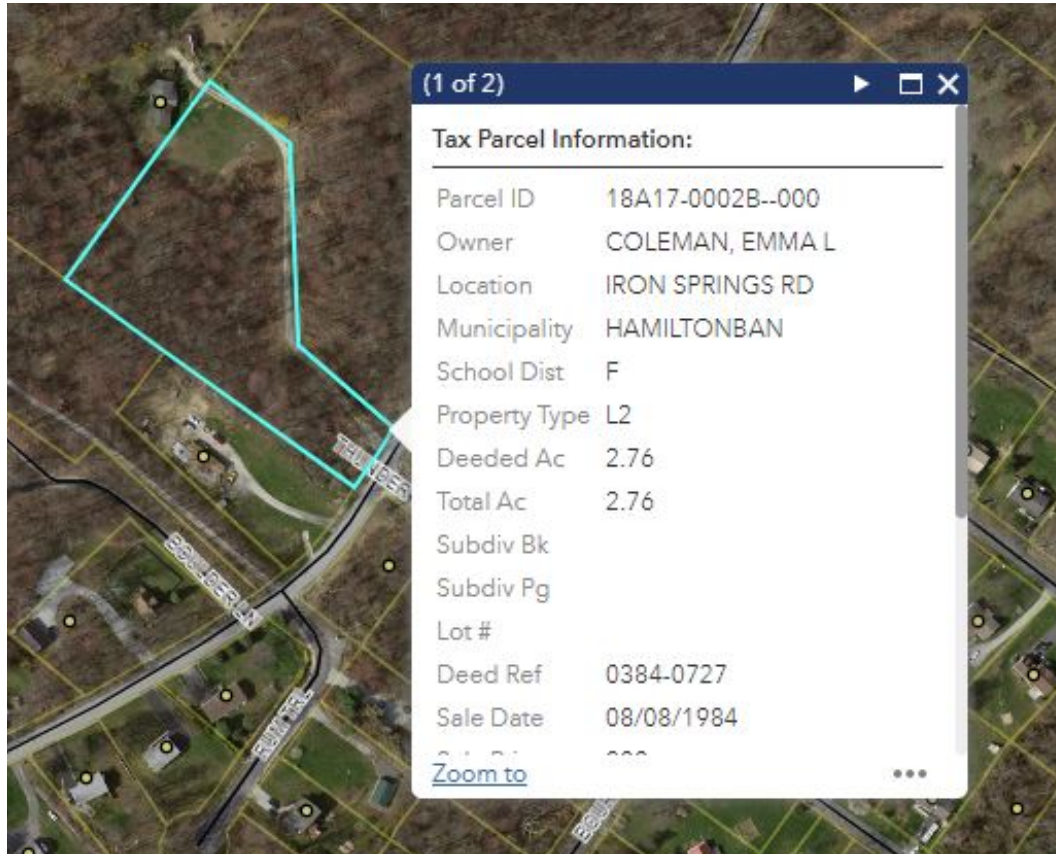 (1 of 2)
Tax Parcel Information:
Parcel ID 18A17-0002B--000
Owner COLEMAN, EMMA L
Location IRON SPRINGS RD
Municipality HAMILTONBAN
School Dist F
Property Type L2
Deeded Ac 2.76
Total Ac 2.76
Subdiv Bk
Subdiv Pg
Lot #
Deed Ref 0384-0727
Sale Date 08/08/1984
Zoom to
THUNDER
BOULDER LN
TRL